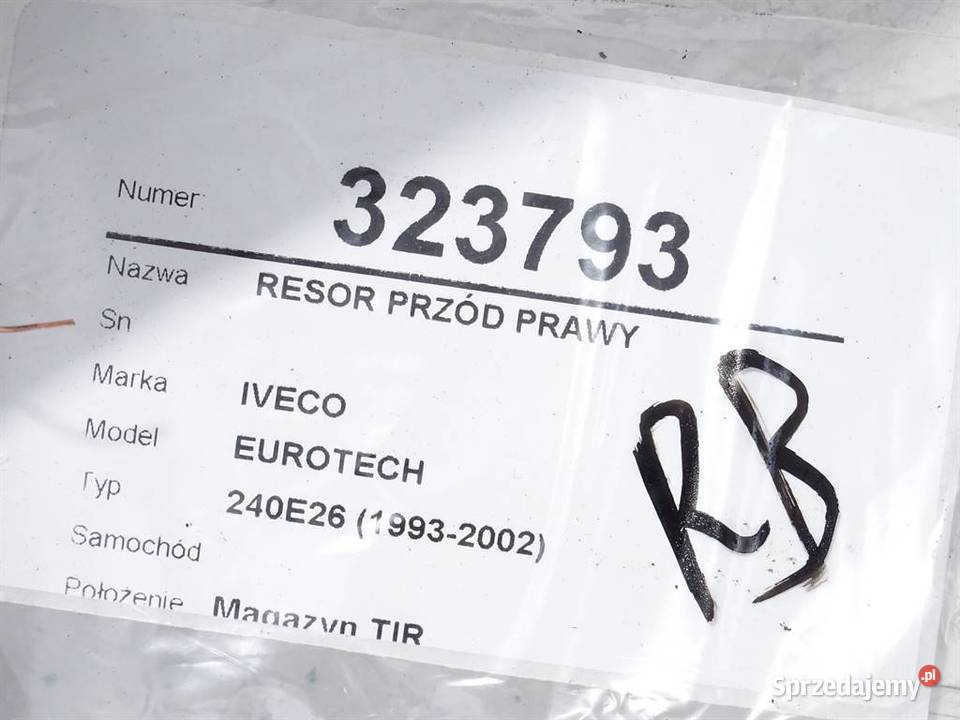 Numer: 323793
Nazwa RESOR PRZÓD PRAWY
Sn
Marka IVECO
Model EUROTECH
Typ 240E26 (1993-2002)
Samochód
Położenie Magazyn TIR
RB
Sprzedajemy.pl